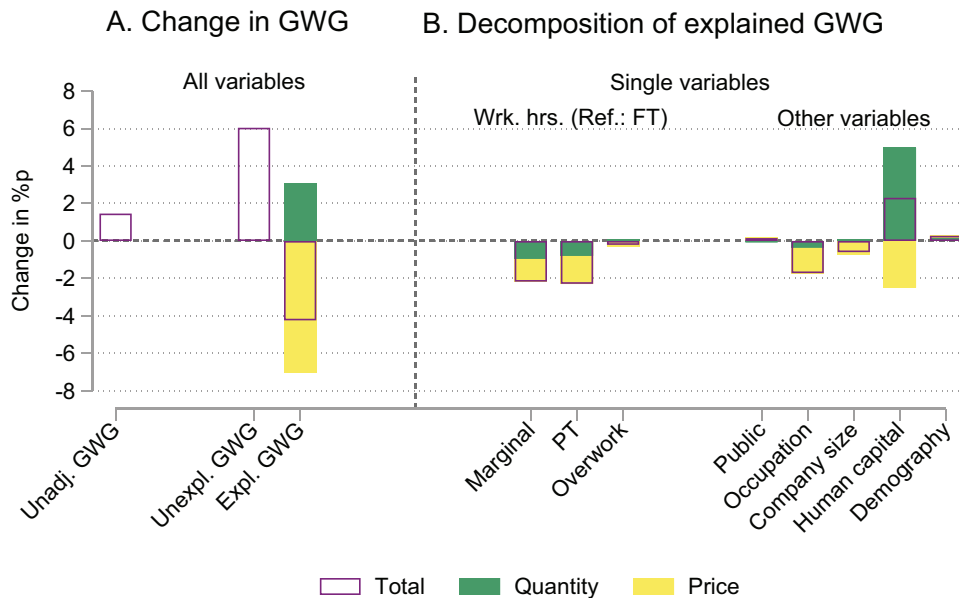 A. Change in GWG
B. Decomposition of explained GWG
All variables
Single variables
Wrk. hrs. (Ref.: FT)
Other variables
Change in %p
8
6
4
2
0
-2
-4
-6
-8
Unadj. GWG
Unexpl. GWG
Expl. GWG
Marginal
PT
Overwork
Public
Occupation
Company size
Human capital
Demography
Total
Quantity
Price